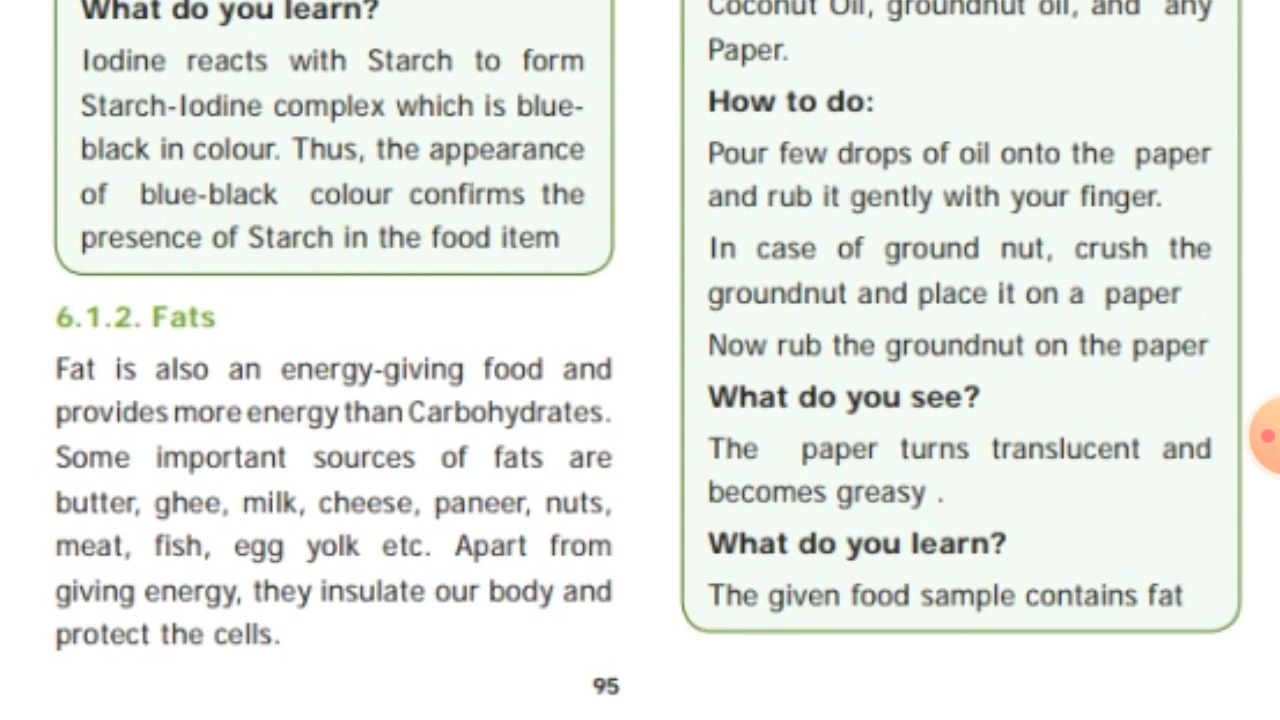 What do you learn?
Iodine reacts with Starch to form
Starch-Iodine complex which is blue-
black in colour. Thus, the appearance
of blue-black colour confirms the
presence of Starch in the food item
6.1.2. Fats
Fat is also an energy-giving food and
provides more energy than Carbohydrates.
Some important sources of fats are
butter, ghee, milk, cheese, paneer, nuts,
meat, fish, egg yolk etc. Apart from
giving energy, they insulate our body and
protect the cells.
Coconut Oil, groundnut oil, and any
Paper.
How to do:
Pour few drops of oil onto the paper
and rub it gently with your finger.
In case of ground nut, crush the
groundnut and place it on a paper
Now rub the groundnut on the paper
What do you see?
The paper turns translucent and
becomes greasy .
What do you learn?
The given food sample contains fat
95